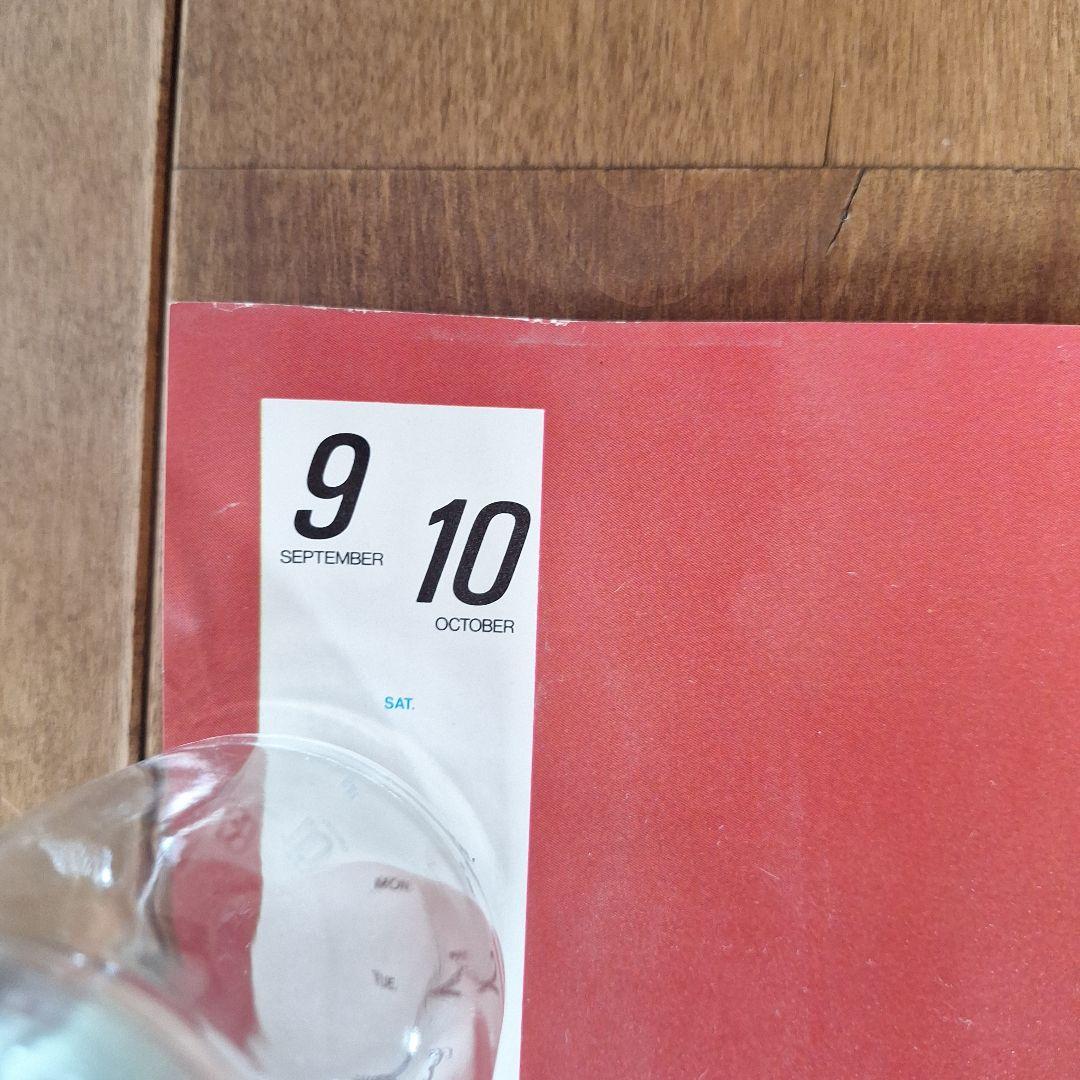 9
SEPTEMBER
10
OCTOBER
SAT.
MON
TUE.